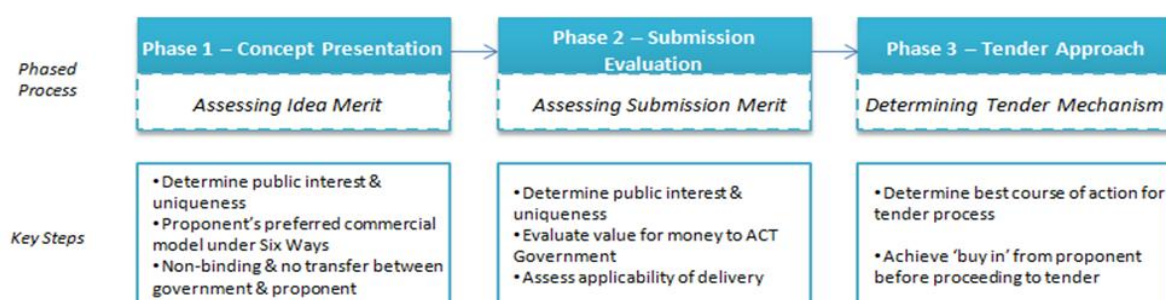 Phased
Process
Phase 1 – Concept Presentation
Assessing Idea Merit
Phase 2 – Submission
Evaluation
Assessing Submission Merit
Phase 3 – Tender Approach
Determining Tender Mechanism
Key Steps
•Determine public interest &
uniqueness
•Proponent's preferred commercial
model under Six Ways
•Non-binding & no transfer between
government & proponent
•Determine public interest &
uniqueness
•Evaluate value for money to ACT
Government
•Assess applicability of delivery
•Determine best course of action for
tender process
•Achieve 'buy in' from proponent
before proceeding to tender